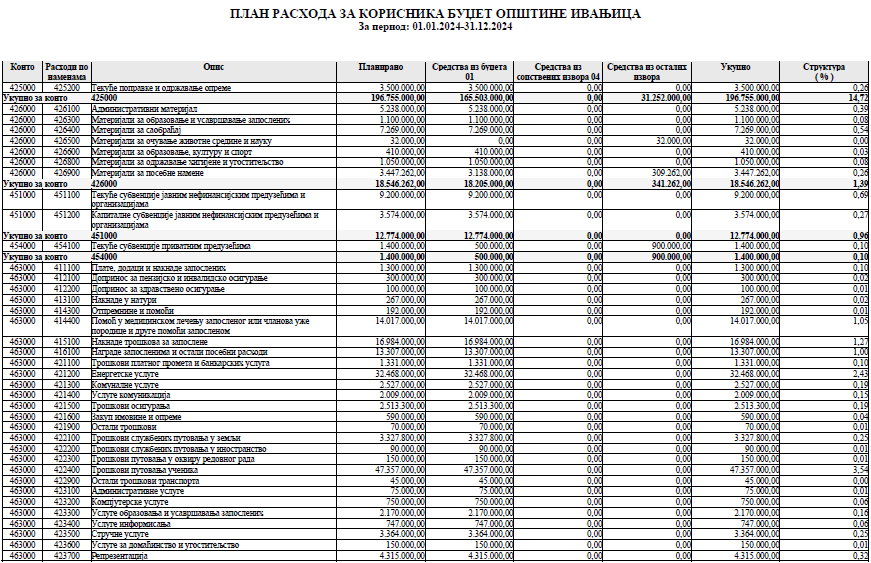 ПЛАН РАСХОДА ЗА КОРИСНИКА БУЏЕТ ОПШТИНЕ ИВАЊИЦА
За период: 01.01.2024-31.12.2024
Конто Расходи по наменама Опис Планирано Средства из буџета 01 Средства из сопствених извора 04 Средства из осталих извора Укупно Структура ( % )
425000 425200 Текуће поправке и одржавање опреме 3.500.000,00 3.500.000,00 0,00 0,00 3.500.000,00 0,26
Укупно за конто 425000 196.755.000,00 165.503.000,00 0,00 31.252.000,00 196.755.000,00 14,72
426000 426100 Административни материјал 5.238.000,00 5.238.000,00 0,00 0,00 5.238.000,00 0,39
426000 426300 Материјали за образовање и усавршавање запослених 1.100.000,00 1.100.000,00 0,00 0,00 1.100.000,00 0,08
426000 426400 Материјали за саобраћај 7.269.000,00 7.269.000,00 0,00 0,00 7.269.000,00 0,54
426000 426500 Материјали за очување животне средине и науку 32.000,00 0,00 0,00 32.000,00 32.000,00 0,00
426000 426600 Материјали за образовање, културу и спорт 410.000,00 410.000,00 0,00 0,00 410.000,00 0,03
426000 426800 Материјали за одржавање хигијене и угоститељство 1.050.000,00 1.050.000,00 0,00 0,00 1.050.000,00 0,08
426000 426900 Материјали за посебне намене 3.447.262,00 3.138.000,00 0,00 309.262,00 3.447.262,00 0,26
Укупно за конто 426000 18.546.262,00 18.205.000,00 0,00 341.262,00 18.546.262,00 1,39
451000 451100 Текуће субвенције јавним нефинансијским предузећима и 9.200.000,00 9.200.000,00 0,00 0,00 9.200.000,00 0,69
организацијама
451000 451200 Капиталне субвенције јавним нефинансијским предузећима и 3.574.000,00 3.574.000,00 0,00 0,00 3.574.000,00 0,27
организацијама
Укупно за конто 451000 12.774.000,00 12.774.000,00 0,00 0,00 12.774.000,00 0,96
454000 454100 Текуће субвенције приватним предузећима 1.400.000,00 500.000,00 0,00 900.000,00 1.400.000,00 0,10
Укупно за конто 454000 1.400.000,00 500.000,00 0,00 900.000,00 1.400.000,00 0,10
463000 411100 Плате, додаци и накнаде запослених 1.300.000,00 1.300.000,00 0,00 0,00 1.300.000,00 0,10
463000 412100 Допринос за пензијско и инвалидско осигурање 300.000,00 300.000,00 0,00 0,00 300.000,00 0,02
463000 412200 Допринос за здравствено осигурање 100.000,00 100.000,00 0,00 0,00 100.000,00 0,01
463000 413100 Накнаде у натури 267.000,00 267.000,00 0,00 0,00 267.000,00 0,02
463000 414300 Отпремнине и помоћи 192.000,00 192.000,00 0,00 0,00 192.000,00 0,01
463000 414400 Помоћ у медицинском лечењу запосленог или чланова уже 14.017.000,00 14.017.000,00 0,00 0,00 14.017.000,00 1,05
породице и друге помоћи запосленом
463000 415100 Накнаде трошкова за запослене 16.984.000,00 16.984.000,00 0,00 0,00 16.984.000,00 1,27
463000 416100 Награде запосленима и остали посебни расходи 13.307.000,00 13.307.000,00 0,00 0,00 13.307.000,00 1,00
463000 421100 Трошкови платног промета и банкарских услуга 1.331.000,00 1.331.000,00 0,00 0,00 1.331.000,00 0,10
463000 421200 Енергетске услуге 32.468.000,00 32.468.000,00 0,00 0,00 32.468.000,00 2,43
463000 421300 Комуналне услуге 2.527.000,00 2.527.000,00 0,00 0,00 2.527.000,00 0,19
463000 421400 Услуге комуникација 2.009.000,00 2.009.000,00 0,00 0,00 2.009.000,00 0,15
463000 421500 Трошкови осигурања 2.513.300,00 2.513.300,00 0,00 0,00 2.513.300,00 0,19
463000 421600 Закуп имовине и опреме 590.000,00 590.000,00 0,00 0,00 590.000,00 0,04
463000 421900 Остали трошкови 70.000,00 70.000,00 0,00 0,00 70.000,00 0,01
463000 422100 Трошкови службених путовања у земљи 3.327.800,00 3.327.800,00 0,00 0,00 3.327.800,00 0,25
463000 422200 Трошкови службених путовања у иностранство 90.000,00 90.000,00 0,00 0,00 90.000,00 0,01
463000 422300 Трошкови путовања у оквиру редовног рада 150.000,00 150.000,00 0,00 0,00 150.000,00 0,01
463000 422400 Трошкови путовања ученика 47.357.000,00 47.357.000,00 0,00 0,00 47.357.000,00 3,54
463000 422900 Остали трошкови транспорта 45.000,00 45.000,00 0,00 0,00 45.000,00 0,00
463000 423100 Административне услуге 75.000,00 75.000,00 0,00 0,00 75.000,00 0,01
463000 423200 Компјутерске услуге 750.000,00 750.000,00 0,00 0,00 750.000,00 0,06
463000 423300 Услуге образовања и усавршавања запослених 2.170.000,00 2.170.000,00 0,00 0,00 2.170.000,00 0,16
463000 423400 Услуге информисања 747.000,00 747.000,00 0,00 0,00 747.000,00 0,06
463000 423500 Стручне услуге 3.364.000,00 3.364.000,00 0,00 0,00 3.364.000,00 0,25
463000 423600 Услуге за домаћинство и угоститељство 150.000,00 150.000,00 0,00 0,00 150.000,00 0,01
463000 423700 Репрезентација 4.315.000,00 4.315.000,00 0,00 0,00 4.315.000,00 0,32